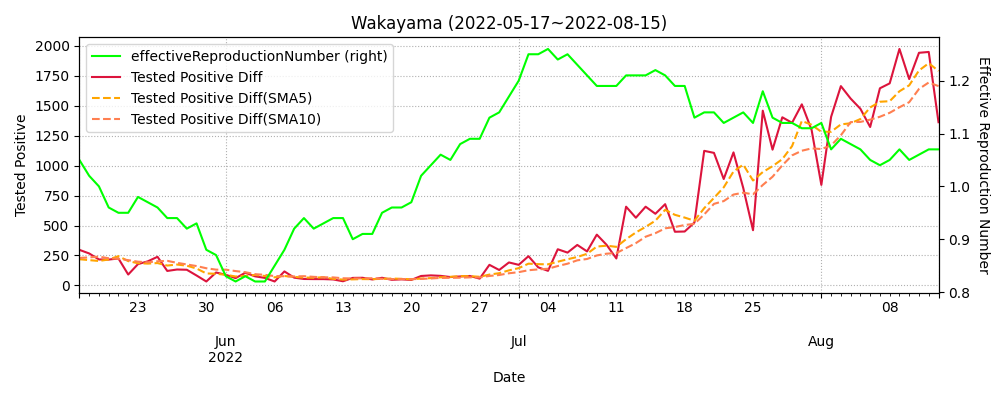 Wakayama (2022-05-17~2022-08-15)
effectiveReproductionNumber (right)
Tested Positive Diff
Tested Positive Diff(SMA5)
Tested Positive Diff(SMA10)
Tested Positive
2000
1750
1500
1250
1000
750
500
250
0
1.2
1.1
1.0
0.9
0.8
Effective Reproduction Number
23 30 06 13 20 27 04 11 18 25 08
Jun Jul Aug
2022
Date